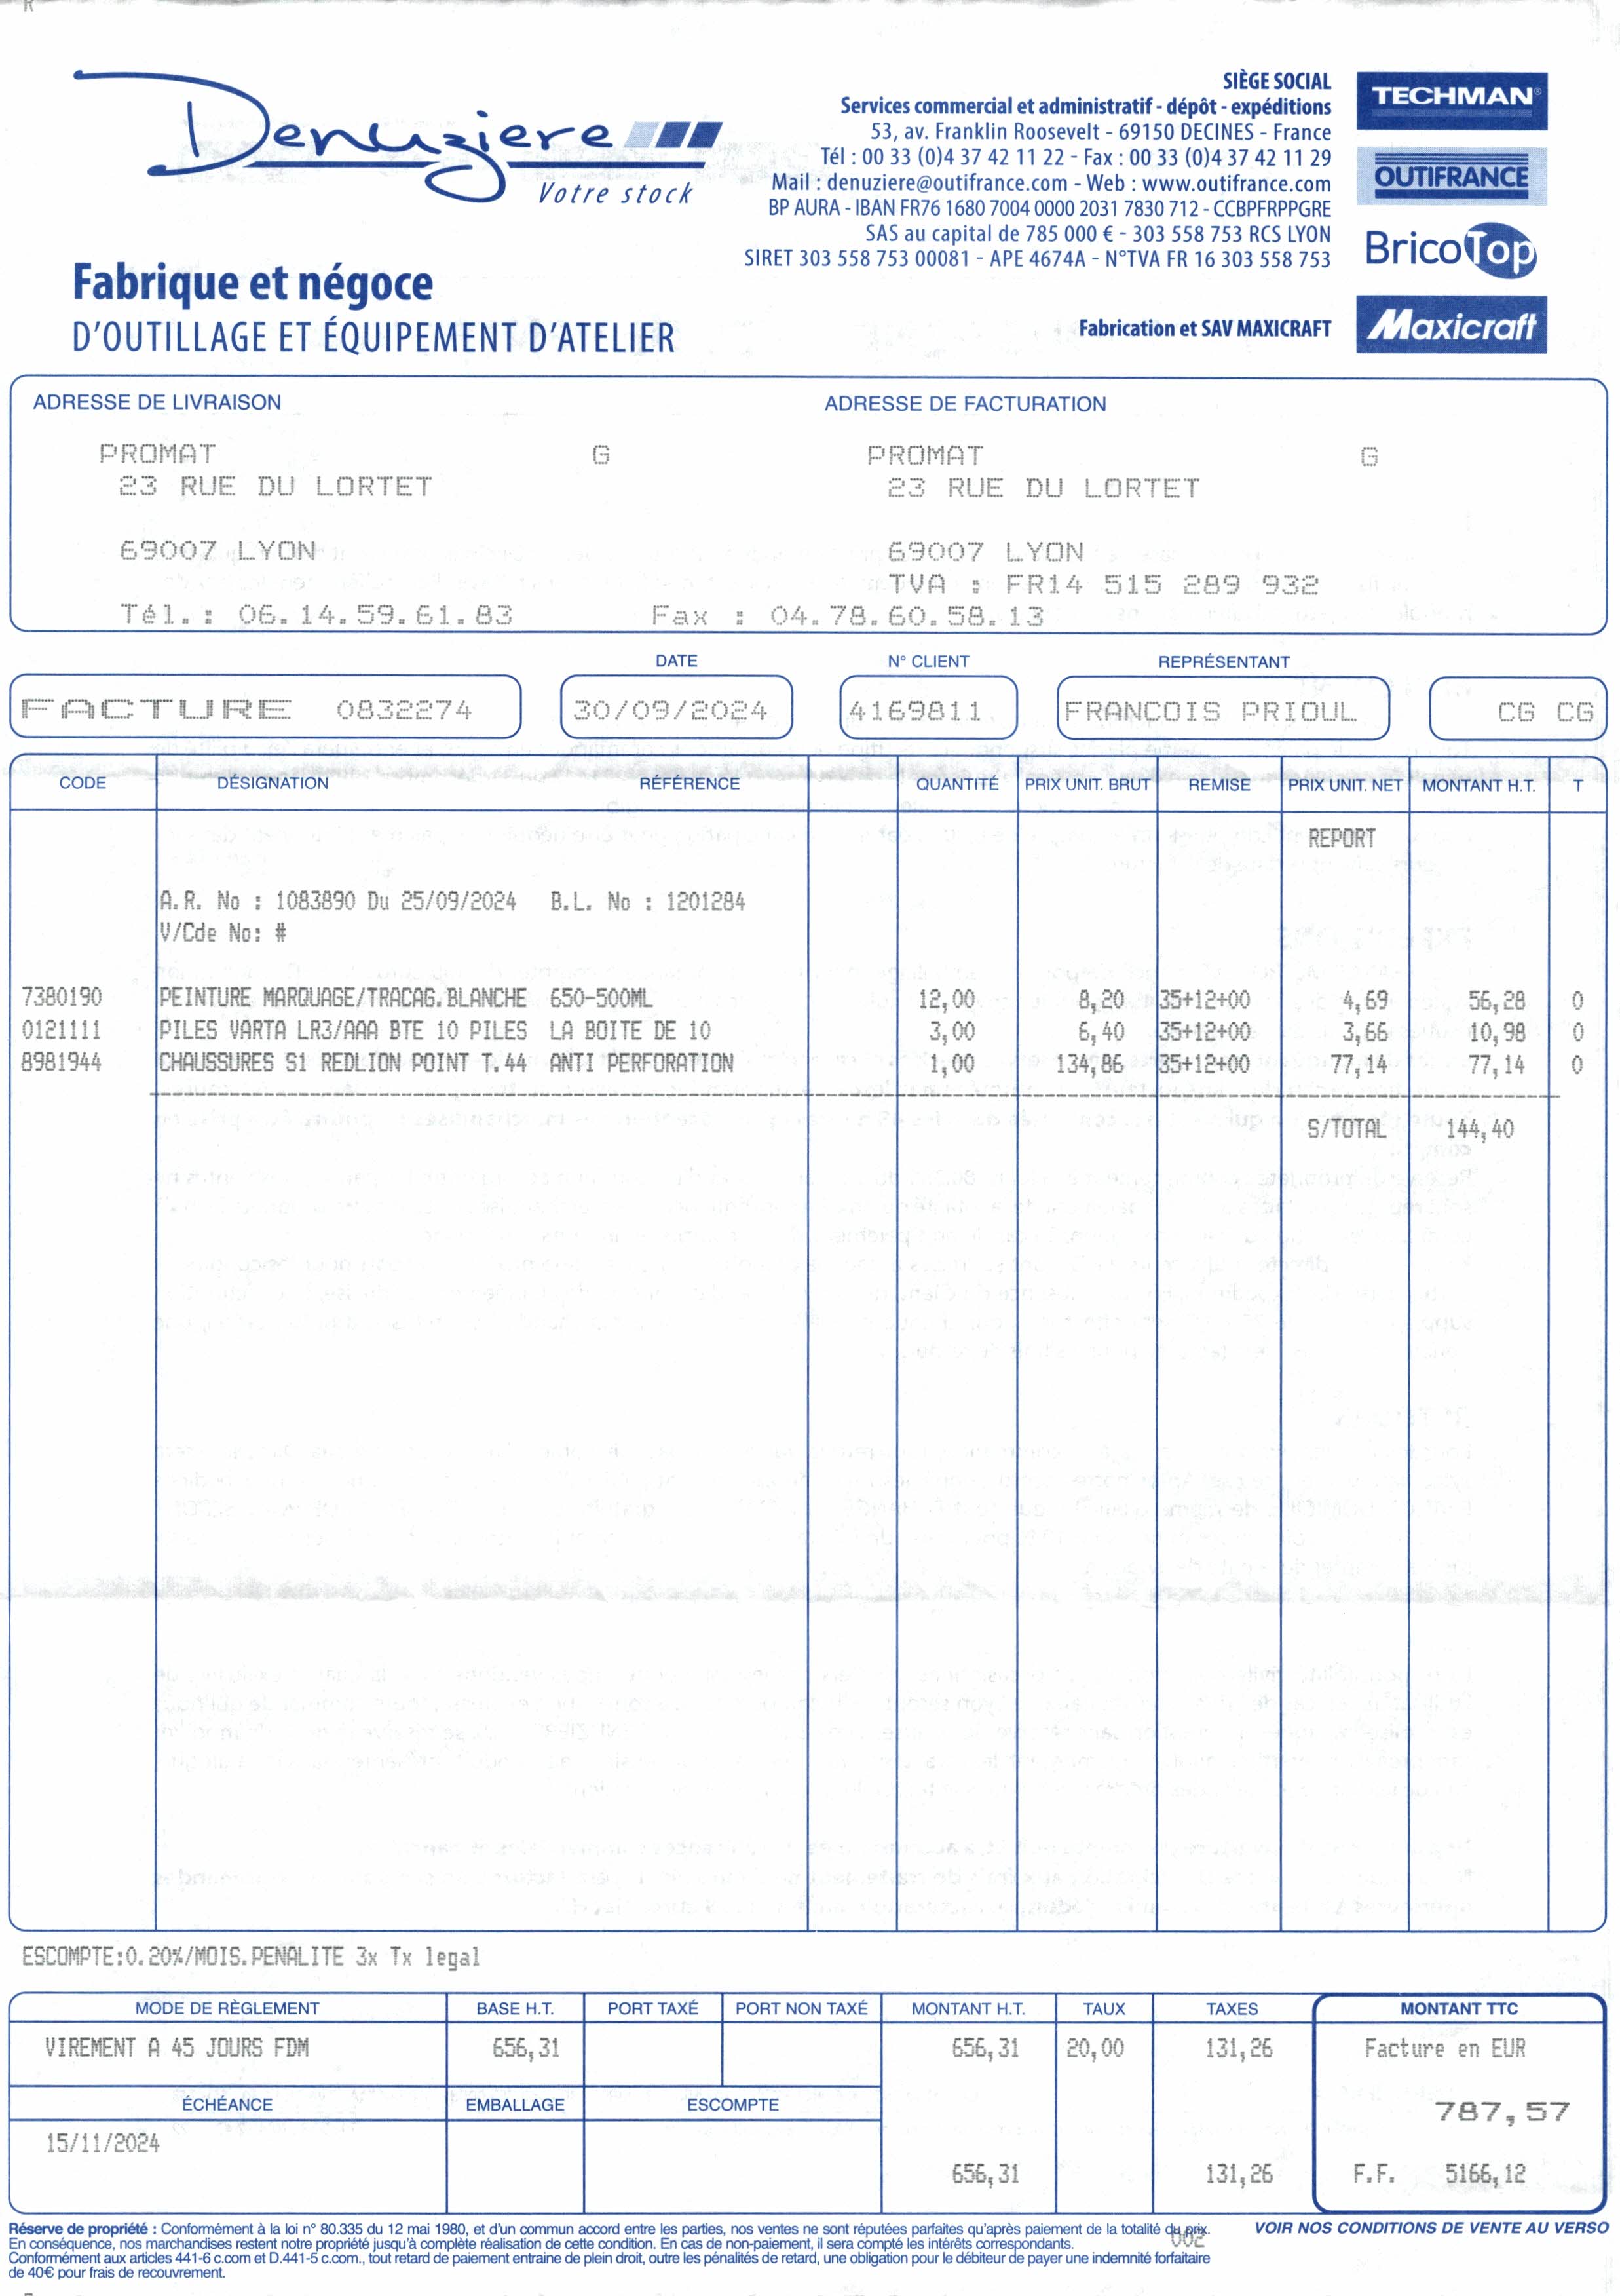 Denuziere
Votre stock
Fabrique et négoce
D'OUTILLAGE ET ÉQUIPEMENT D'ATELIER
SIÈGE SOCIAL
Services commercial et administratif - dépôt - expéditions
53, av. Franklin Roosevelt - 69150 DECINES - France
Tél : 00 33 (0)4 37 42 11 22 - Fax : 00 33 (0)4 37 42 11 29
Mail : denuziere@outifrance.com - Web : www.outifrance.com
BP AURA - IBAN FR76 1680 7004 0000 2031 7830 712 - CCBPFRPPGRE
SAS au capital de 785 000 € - 303 558 753 RCS LYON
SIRET 303 558 753 00081 - APE 4674A - N°TVA FR 16 303 558 753
Fabrication et SAV MAXICRAFT
TECHMAN®
OUTIFRANCE
BricoTop
Maxicraft
ADRESSE DE LIVRAISON
PROMAT G
23 RUE DU LORTET
69007 LYON
ADRESSE DE FACTURATION
PROMAT G
23 RUE DU LORTET
69007 LYON
TVA : FR14 515 289 932
Tél.: 06.14.59.61.83 Fax : 04.78.60.58.13
DATE N° CLIENT REPRÉSENTANT
FACTURE 0832274 30/09/2024 4169811 FRANCOIS PRIOUL CG CG
CODE DÉSIGNATION RÉFÉRENCE QUANTITÉ PRIX UNIT. BRUT REMISE PRIX UNIT. NET MONTANT H.T. T
REPORT
A.R. No : 1083890 Du 25/09/2024 B.L. No : 1201284
V/Cde No: #
7380190 PEINTURE MARQUAGE/TRACAG.BLANCHE 650-500ML 12,00 8,20 35+12+00 4,69 56,28 0
0121111 PILES VARTA LR3/AAA BTE 10 PILES LA BOITE DE 10 3,00 6,40 35+12+00 3,66 10,98 0
8981944 CHAUSSURES S1 REDLION POINT T.44 ANTI PERFORATION 1,00 134,86 35+12+00 77,14 77,14 0
S/TOTAL 144,40
ESCOMPTE:0.20%/MOIS.PENALITE 3x Tx legal
MODE DE RÈGLEMENT BASE H.T. PORT TAXÉ PORT NON TAXÉ MONTANT H.T. TAUX TAXES MONTANT TTC
VIREMENT A 45 JOURS FDM 656,31 656,31 20,00 131,26 Facture en EUR
ÉCHÉANCE EMBALLAGE ESCOMPTE
787,57
15/11/2024
656,31 131,26 F.F. 5166,12
Réserve de propriété : Conformément à la loi n° 80.335 du 12 mai 1980, et d'un commun accord entre les parties, nos ventes ne sont réputées parfaites qu'après paiement de la totalité du prix.
En conséquence, nos marchandises restent notre propriété jusqu'à complète réalisation de cette condition. En cas de non-paiement, il sera compté les intérêts correspondants.
Conformément aux articles 441-6 c.com et D.441-5 c.com., tout retard de paiement entraine de plein droit, outre les pénalités de retard, une obligation pour le débiteur de payer une indemnité forfaitaire
de 40€ pour frais de recouvrement.
002
VOIR NOS CONDITIONS DE VENTE AU VERSO